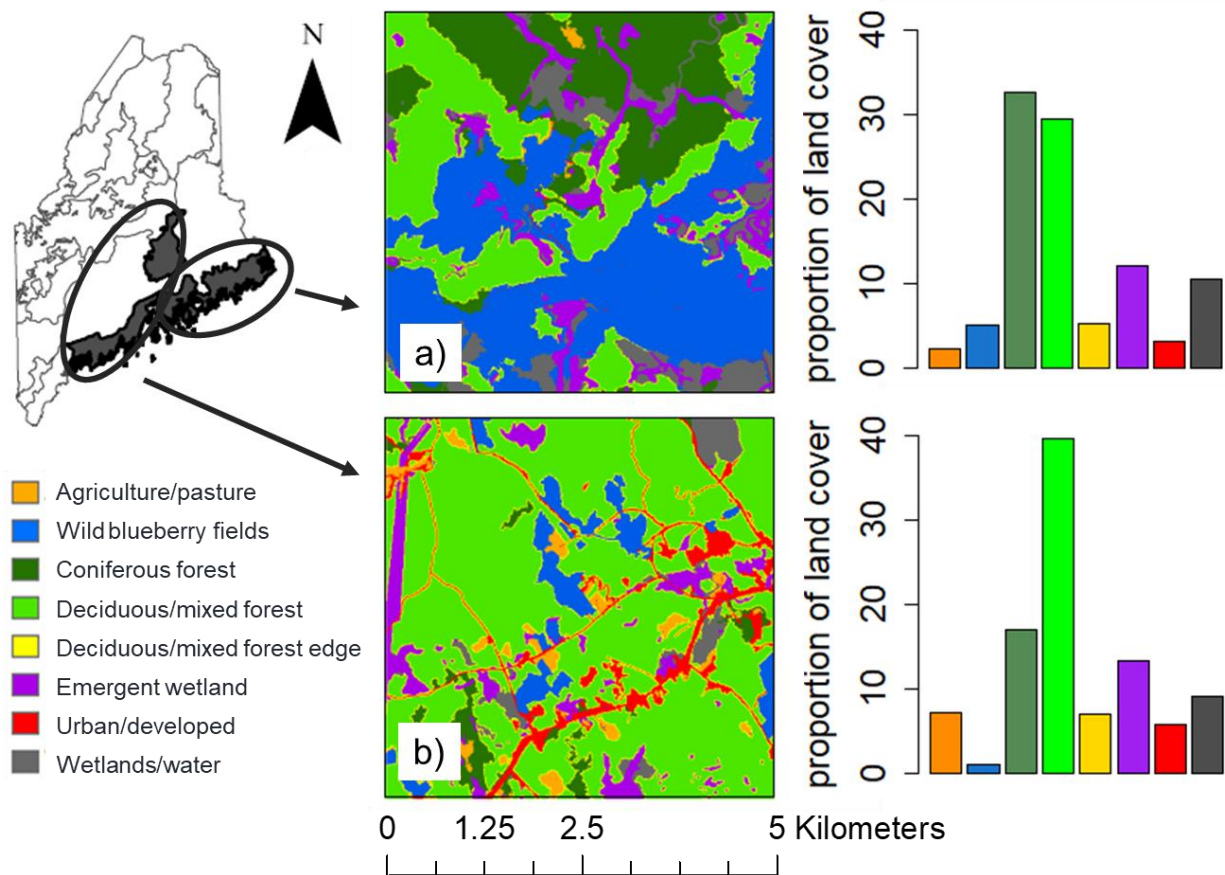 N
Agriculture/pasture
Wild blueberry fields
Coniferous forest
Deciduous/mixed forest
Deciduous/mixed forest edge
Emergent wetland
Urban/developed
Wetlands/water
a)
proportion of land cover
40
30
20
10
0
b)
proportion of land cover
40
30
20
10
0
0 1.25 2.5 5 Kilometers